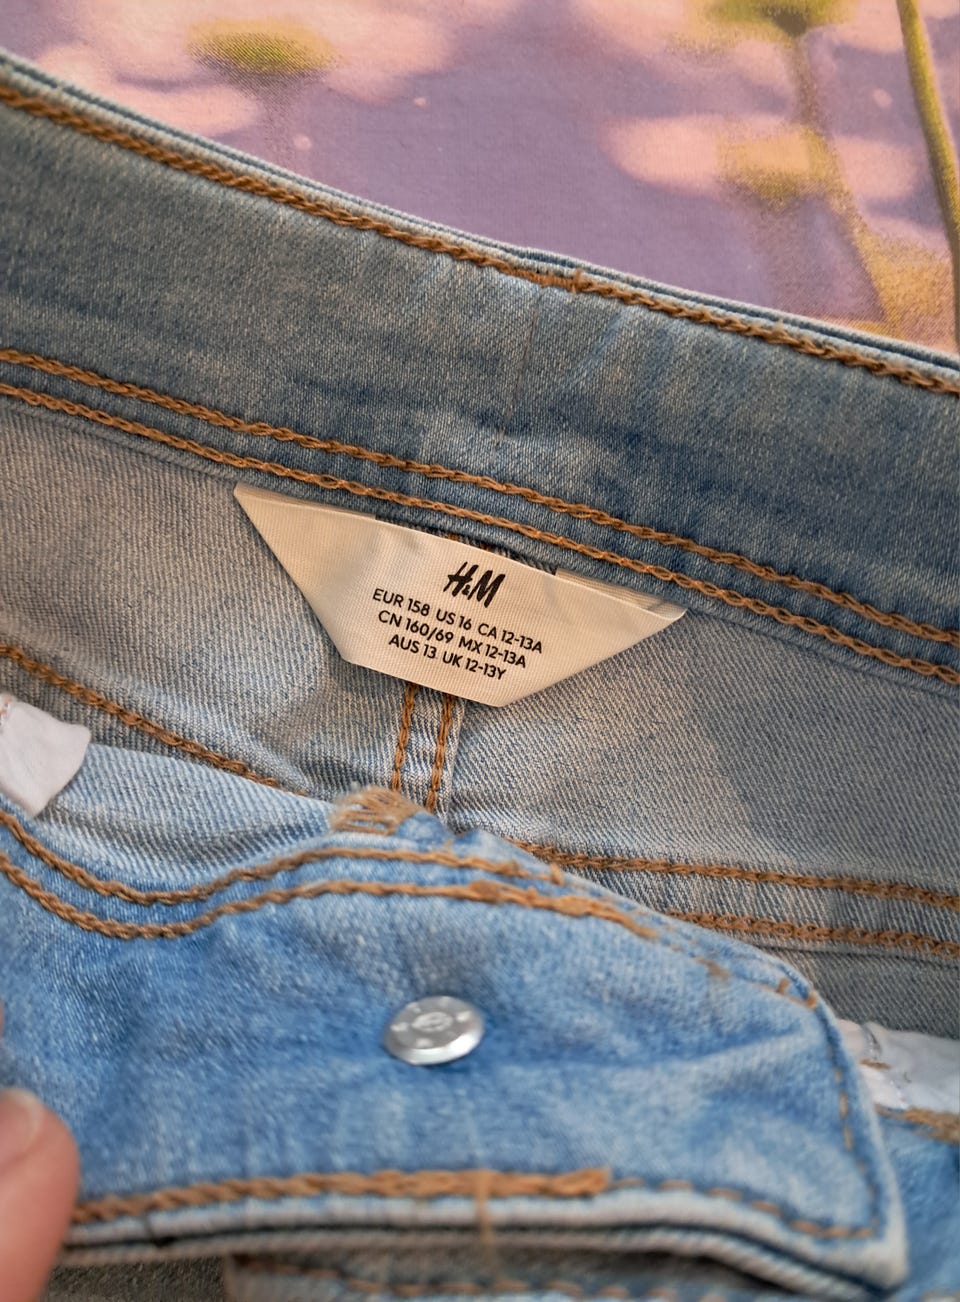 H&M
EUR 158 US 16 CA 12-13A
CN 160/69 MX 12-13A
AUS 13 UK 12-13Y